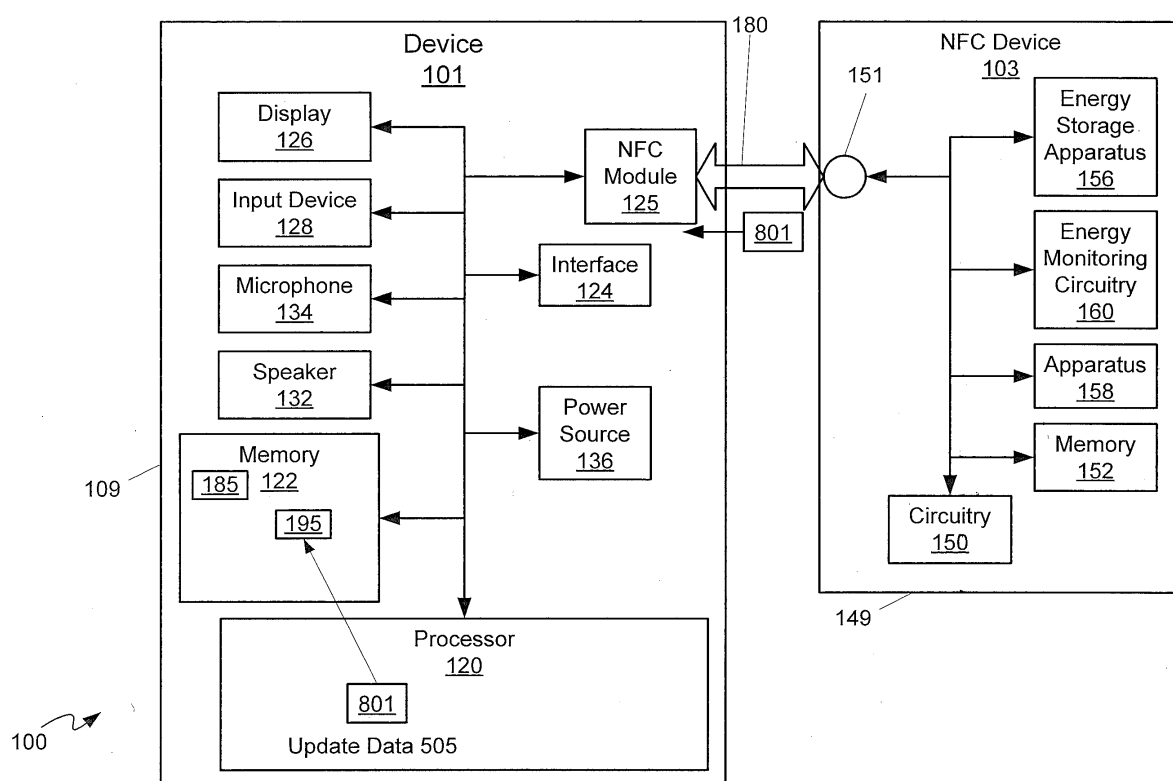 180
Device
101
NFC Device
103
151
Display
126
Energy
Storage
Apparatus
156
NFC
Module
125
Input Device
128
801
Energy
Monitoring
Circuitry
160
Interface
124
Microphone
134
Speaker
132
Apparatus
158
Power
Source
136
Memory
122
185
Memory
152
109
195
Circuitry
150
149
Processor
120
801
Update Data 505
100